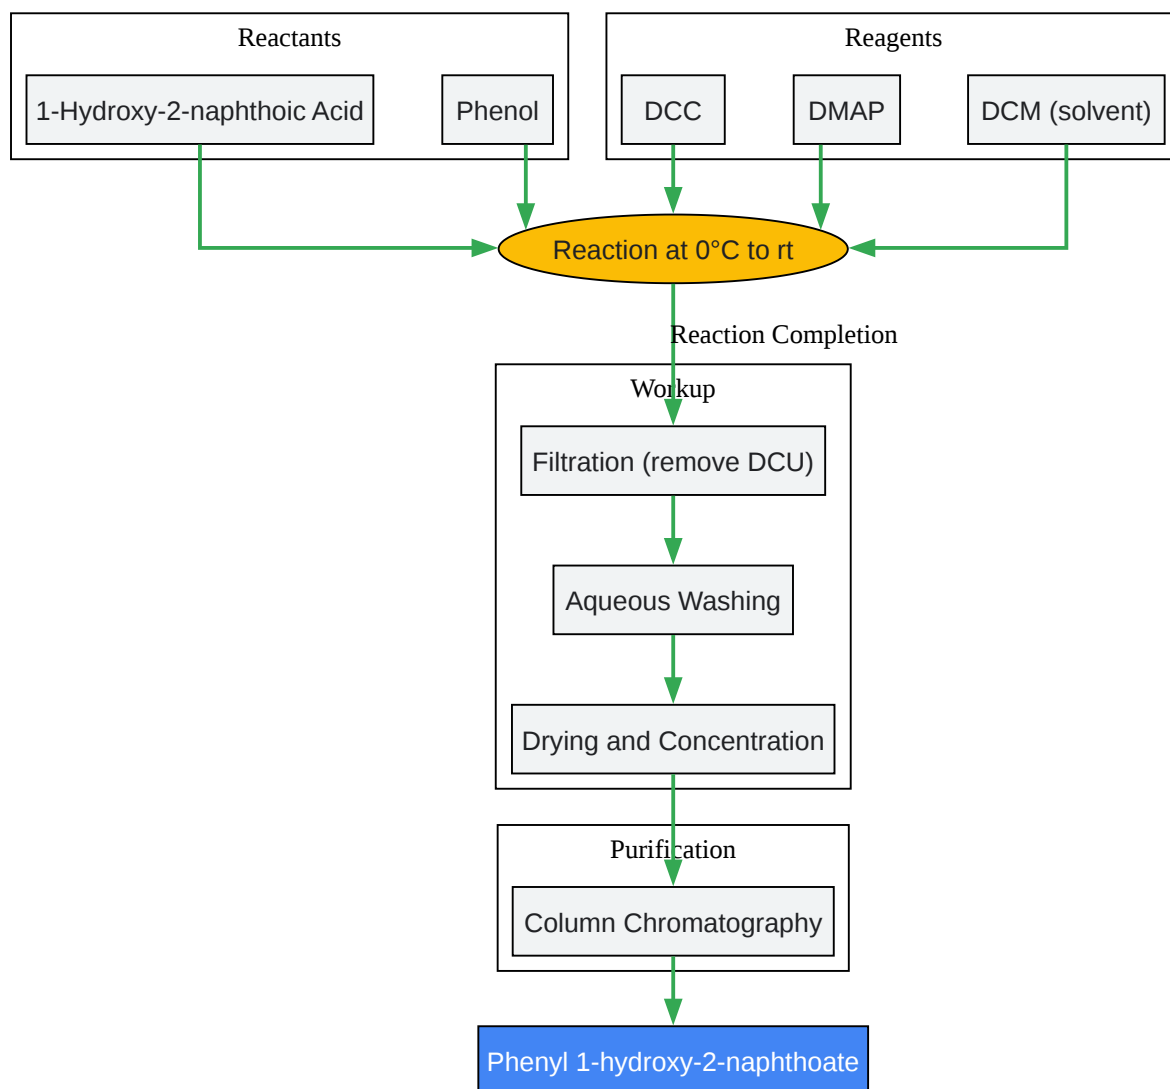 Reactants
Reagents
1-Hydroxy-2-naphthoic Acid
Phenol
DCC
DMAP
DCM (solvent)
Reaction at 0°C to rt
Reaction Completion
Workup
Filtration (remove DCU)
Aqueous Washing
Drying and Concentration
Purification
Column Chromatography
Phenyl 1-hydroxy-2-naphthoate